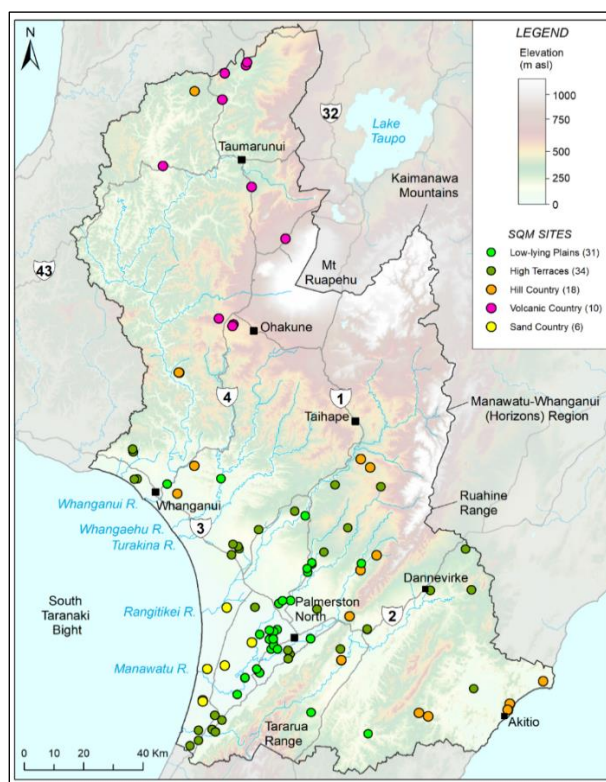 N
LEGEND
Elevation
(m asl)
1000
750
500
250
0
SQM SITES
Low-lying Plains (31)
High Terraces (34)
Hill Country (18)
Volcanic Country (10)
Sand Country (6)
32
Lake
Taupo
Taumarunui
Kaimanawa
Mountains
43
Mt
Ruapehu
Ohakune
4
1
Taihape
Manawatu-Whanganui
(Horizons) Region
Whanganui R.
Whanganui
Whangaehu R.
3
Turakina R.
Ruahine
Range
Dannevirke
South
Taranaki
Bight
Rangitikei R.
Palmerston
North
2
Manawatu R.
Akitio
Tararua
Range
0 20 40 Km